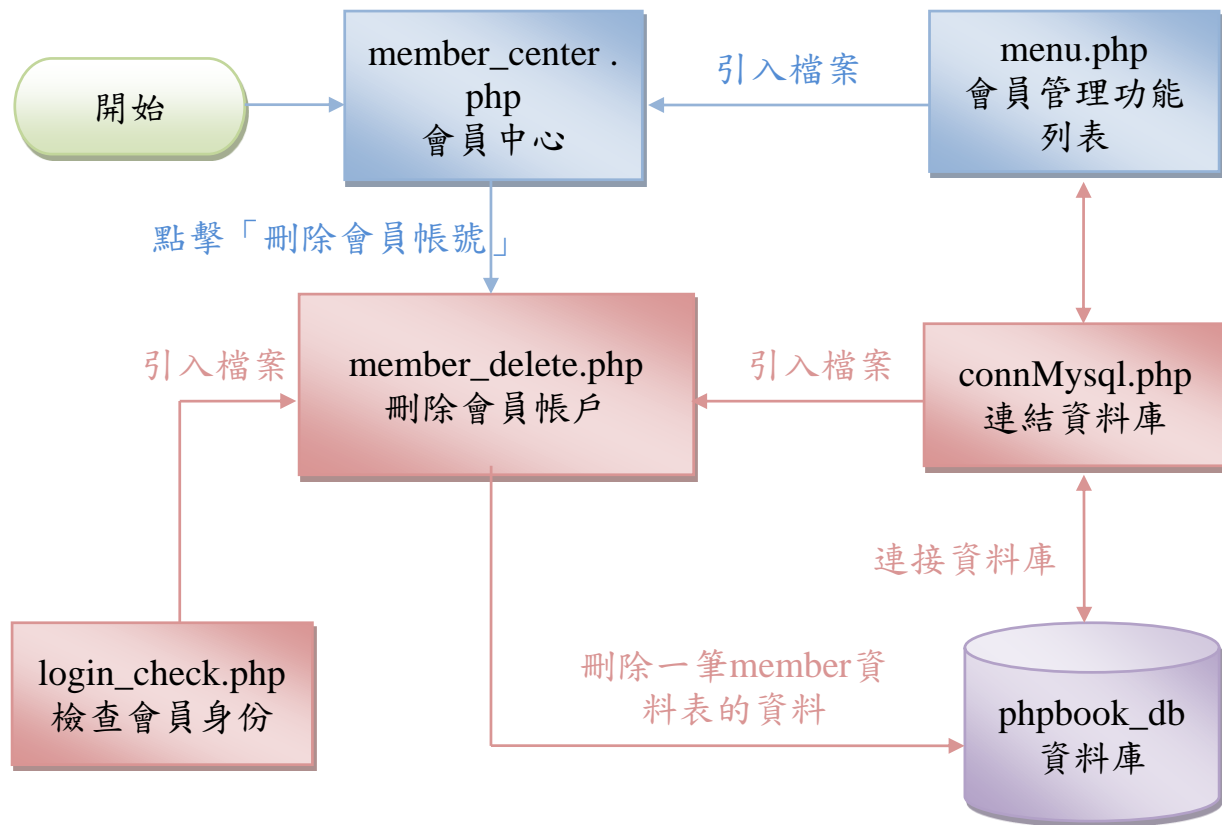 開始
member_center .
php
會員中心
引入檔案
menu.php
會員管理功能
列表
點擊「刪除會員帳號」
引入檔案
member_delete.php
刪除會員帳戶
引入檔案
connMysql.php
連結資料庫
連接資料庫
login_check.php
檢查會員身份
刪除一筆member資
料表的資料
phpbook_db
資料庫